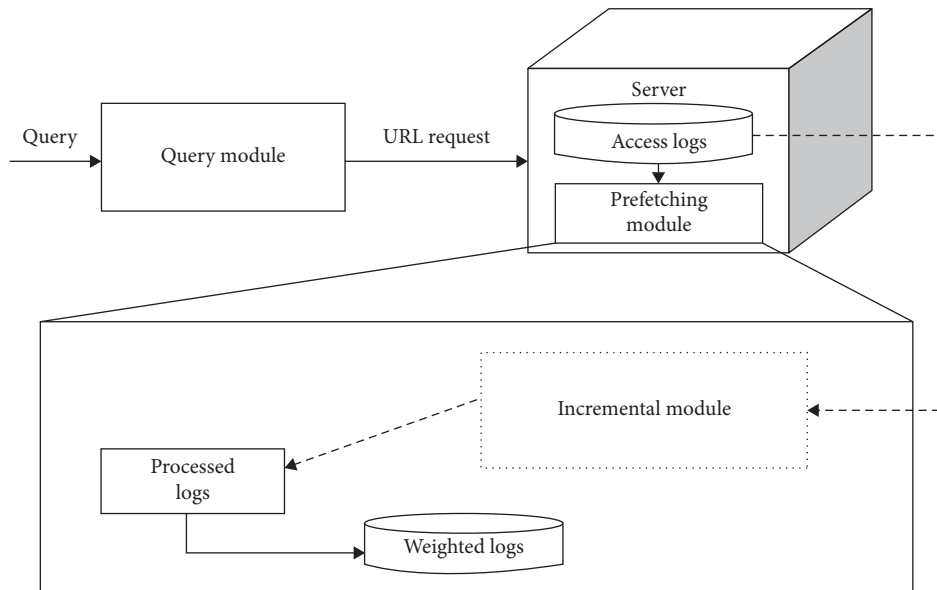 Query
Query module
URL request
Server
Access logs
Prefetching
module
Incremental module
Processed
logs
Weighted logs